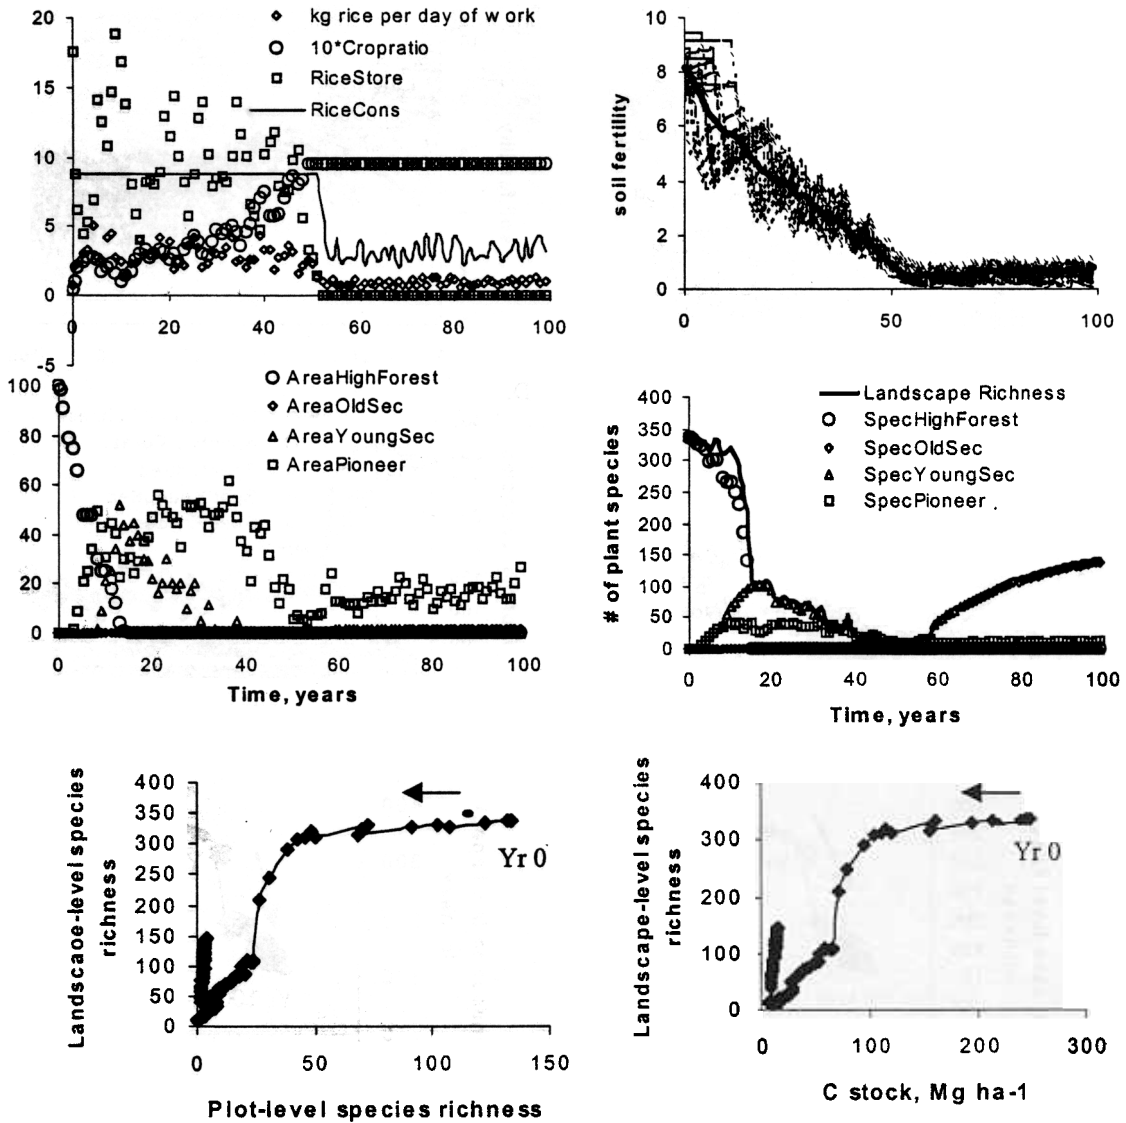 20
15
10
5
0
-5
kg rice per day of work
10*Cropratio
RiceStore
RiceCons
0
20
40
60
80
100
soil fertility
10
8
6
4
2
0
0
50
100
100
80
60
40
20
0
AreaHighForest
AreaOldSec
AreaYoungSec
AreaPioneer
0
20
40
60
80
100
Time, years
# of plant species
400
350
300
250
200
150
100
50
0
Landscape Richness
SpecHighForest
SpecOldSec
SpecYoungSec
SpecPioneer
0
20
40
60
80
100
Time, years
Landscaoe-level species
richness
400
350
300
250
200
150
100
50
0
Yr 0
0
50
100
150
Plot-level species richness
Landscape-level species
richness
400
300
200
100
0
Yr 0
0
100
200
300
C stock, Mg ha-1